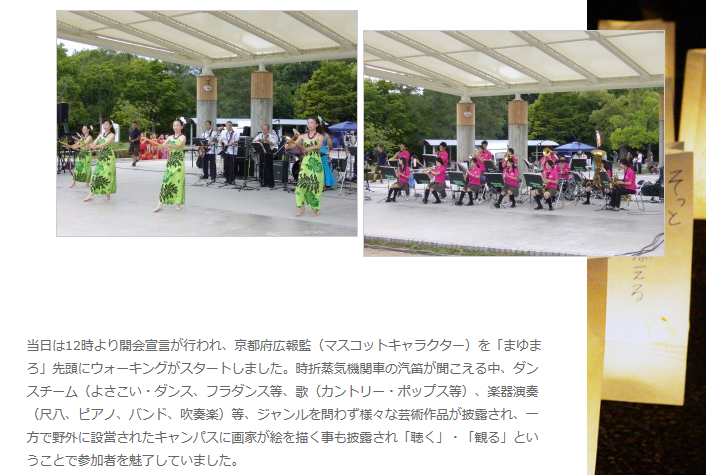 そっと
添える
当日は12時より開会宣言が行われ、京都府広報監（マスコットキャラクター）を「まゆま
ろ」先頭にウォーキングがスタートしました。時折蒸気機関車の汽笛が聞こえる中、ダン
スチーム（よさこい・ダンス、フラダンス等、歌（カントリー・ポップス等）、楽器演奏
（尺八、ピアノ、バンド、吹奏楽）等、ジャンルを問わず様々な芸術作品が披露され、一
方で野外に設営されたキャンパスに画家が絵を描く事も披露され「聴く」・「観る」とい
うことで参加者を魅了していました。